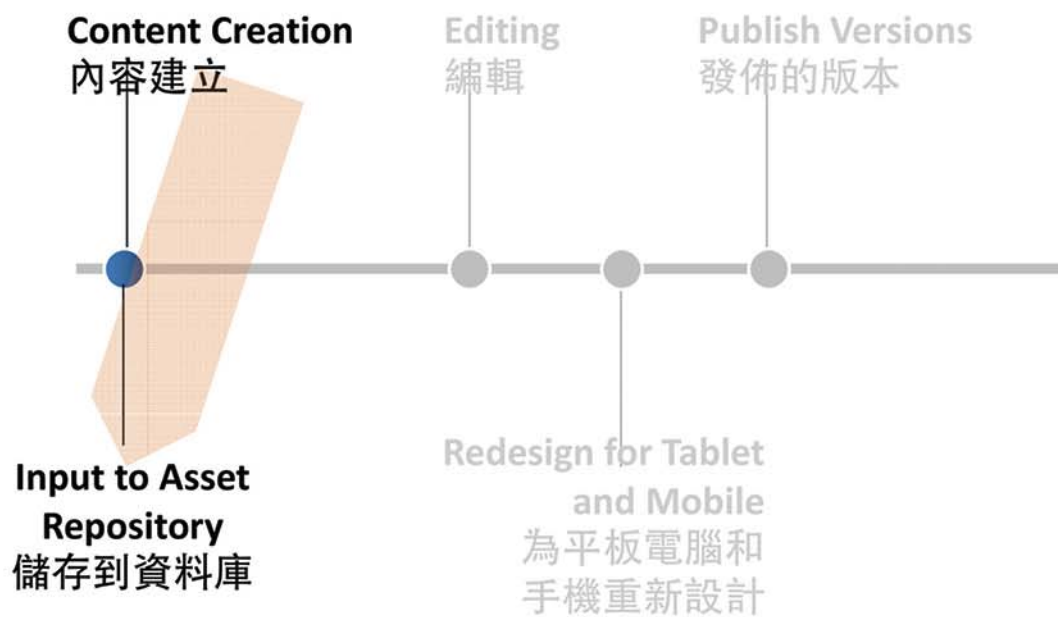 Content Creation
內容建立
Editing
編輯
Publish Versions
發佈的版本
Input to Asset
Repository
儲存到資料庫
Redesign for Tablet
and Mobile
為平板電腦和
手機重新設計